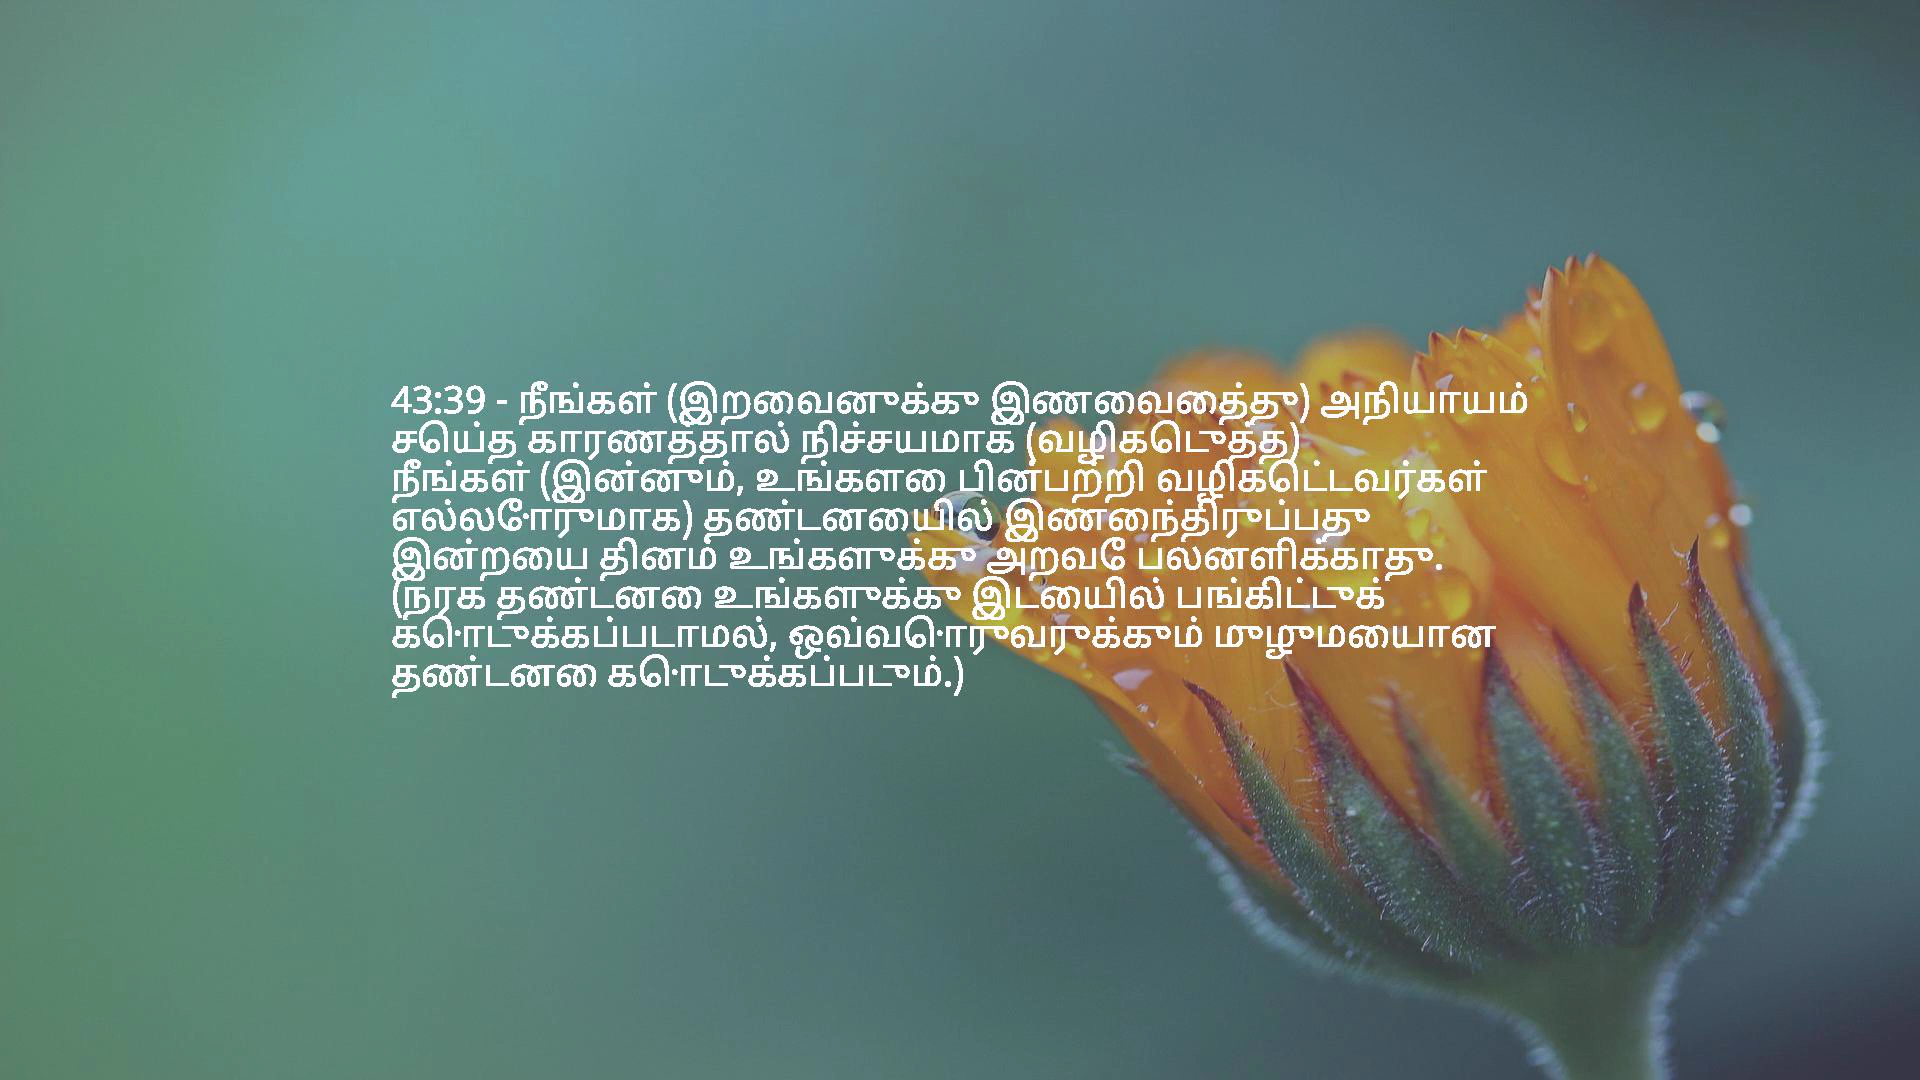 43:39 - நீங்கள் (இறைவனுக்கு இணைவைத்து) அநியாயம்
செய்த காரணத்தால் நிச்சயமாக (வழிகெடுத்த)
நீங்கள் (இன்னும், உங்களை பின்பற்றி வழிகெட்டவர்கள்
எல்லோருமாக) தண்டனையில் இணைந்திருப்பது
இன்றைய தினம் உங்களுக்கு அறவே பலனளிக்காது.
(நரக தண்டனை உங்களுக்கு இடையில் பங்கிட்டுக்
கொடுக்கப்படாமல், ஒவ்வொருவருக்கும் முழுமையான
தண்டனை கொடுக்கப்படும்.)